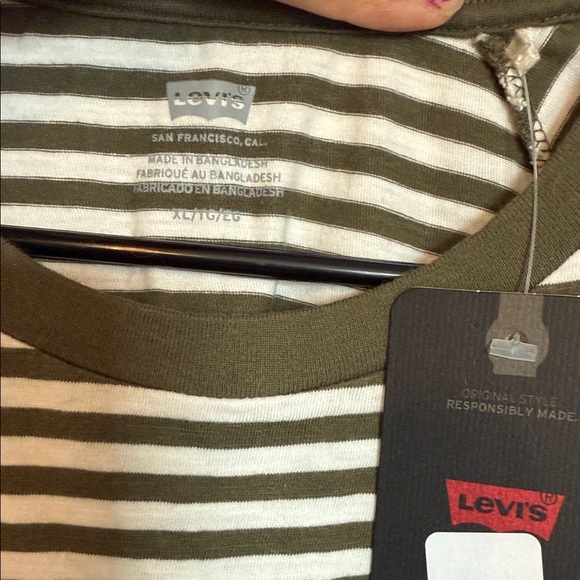 Levi's®
SAN FRANCISCO, CAL.
MADE IN BANGLADESH
FABRIQUÉ AU BANGLADESH
FABRICADO EN BANGLADESH
XL/TG/EG
ORIGINAL STYLE.
RESPONSIBLY MADE.
Levi's®